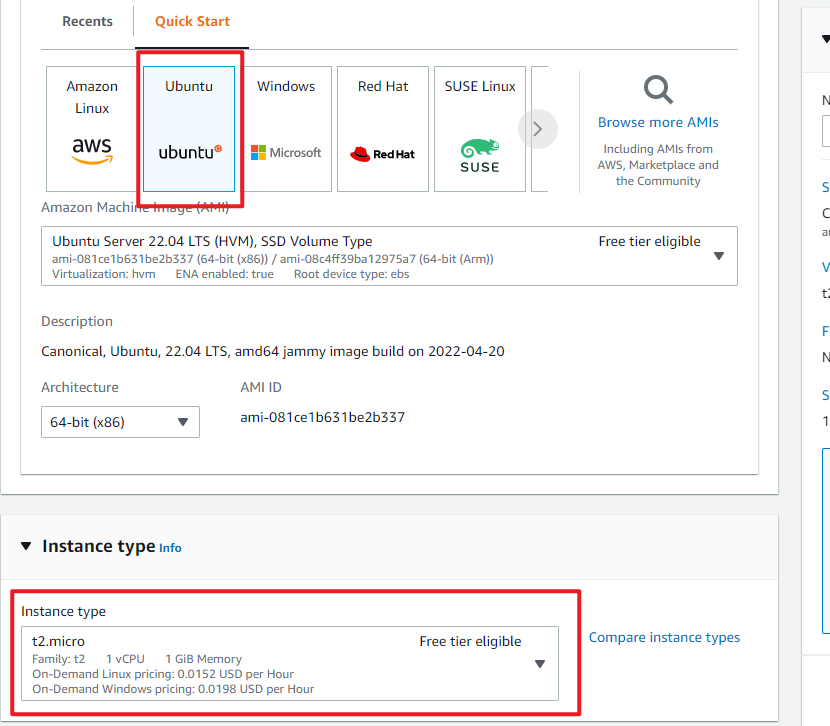 Recents
Quick Start
Amazon
Linux
aws
Ubuntu
ubuntu
Windows
Microsoft
Red Hat
Red Hat
SUSE Linux
SUSE
Browse more AMIs
Including AMIs from
AWS, Marketplace and
the Community
Amazon Machine Image (AMI)
Ubuntu Server 22.04 LTS (HVM), SSD Volume Type
Free tier eligible
ami-081ce1b631be2b337 (64-bit (x86)) / ami-08c4ff39ba12975a7 (64-bit (Arm))
Virtualization: hvm ENA enabled: true Root device type: ebs
Description
Canonical, Ubuntu, 22.04 LTS, amd64 jammy image build on 2022-04-20
Architecture
AMI ID
64-bit (x86)
ami-081ce1b631be2b337
Instance type Info
Instance type
t2.micro
Free tier eligible
Family: t2 1 vCPU 1 GiB Memory
On-Demand Linux pricing: 0.0152 USD per Hour
On-Demand Windows pricing: 0.0198 USD per Hour
Compare instance types